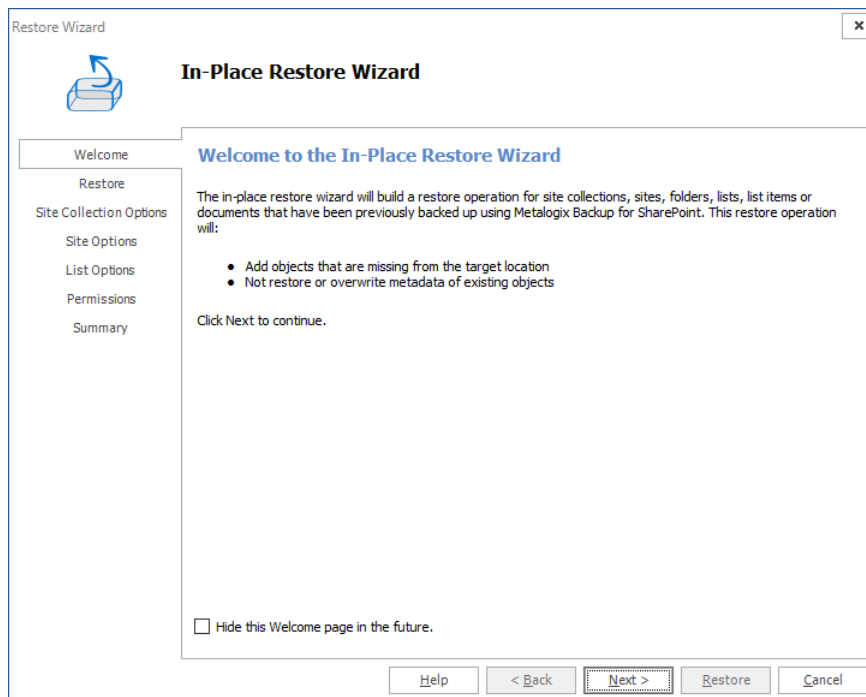 Restore Wizard
In-Place Restore Wizard
Welcome
Restore
Site Collection Options
Site Options
List Options
Permissions
Summary
Welcome to the In-Place Restore Wizard
The in-place restore wizard will build a restore operation for site collections, sites, folders, lists, list items or
documents that have been previously backed up using Metalogix Backup for SharePoint. This restore operation
will:
● Add objects that are missing from the target location
● Not restore or overwrite metadata of existing objects
Click Next to continue.
Hide this Welcome page in the future.
Help < Back Next > Restore Cancel